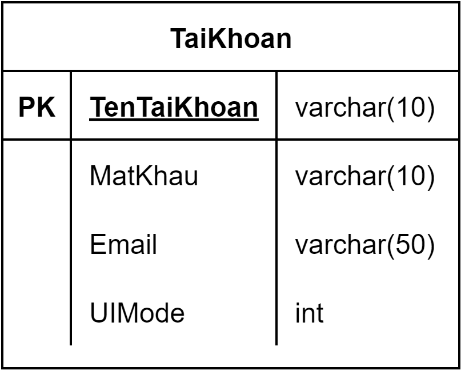 TaiKhoan
PK TenTaiKhoan varchar(10)
MatKhau varchar(10)
Email varchar(50)
UIMode int